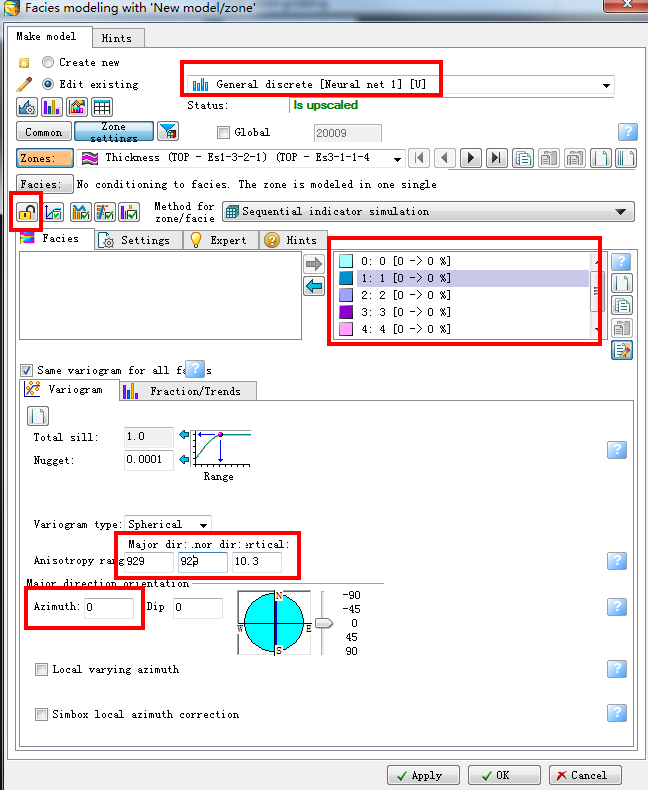 Facies modeling with 'New model/zone'
Make model Hints
Create new
Edit existing General discrete [Neural net 1] [U]
Status: Is upscaled
Common Zone settings Global 20009 ?
Zones: Thickness (TOP - Es1-3-2-1) (TOP - Es3-1-1-4
Facies: No conditioning to facies. The zone is modeled in one single
Method for zone/facie Sequential indicator simulation
Facies Settings Expert ? Hints
0: 0 [0 -> 0 %] ?
1: 1 [0 -> 0 %]
2: 2 [0 -> 0 %]
3: 3 [0 -> 0 %]
4: 4 [0 -> 0 %]
Same variogram for all fa ? s
Variogram Fraction/Trends
Total sill: 1.0 ?
Nugget: 0.0001
Range
Variogram type: Spherical
Major dir: .nor dir: ertical:
Anisotropy rang 929 929 10.3 ?
Major direction orientation
Azimuth: 0 Dip 0 N W E S -90 -45 0 45 90 ?
Local varying azimuth ?
Simbox local azimuth correction ?
Apply OK Cancel